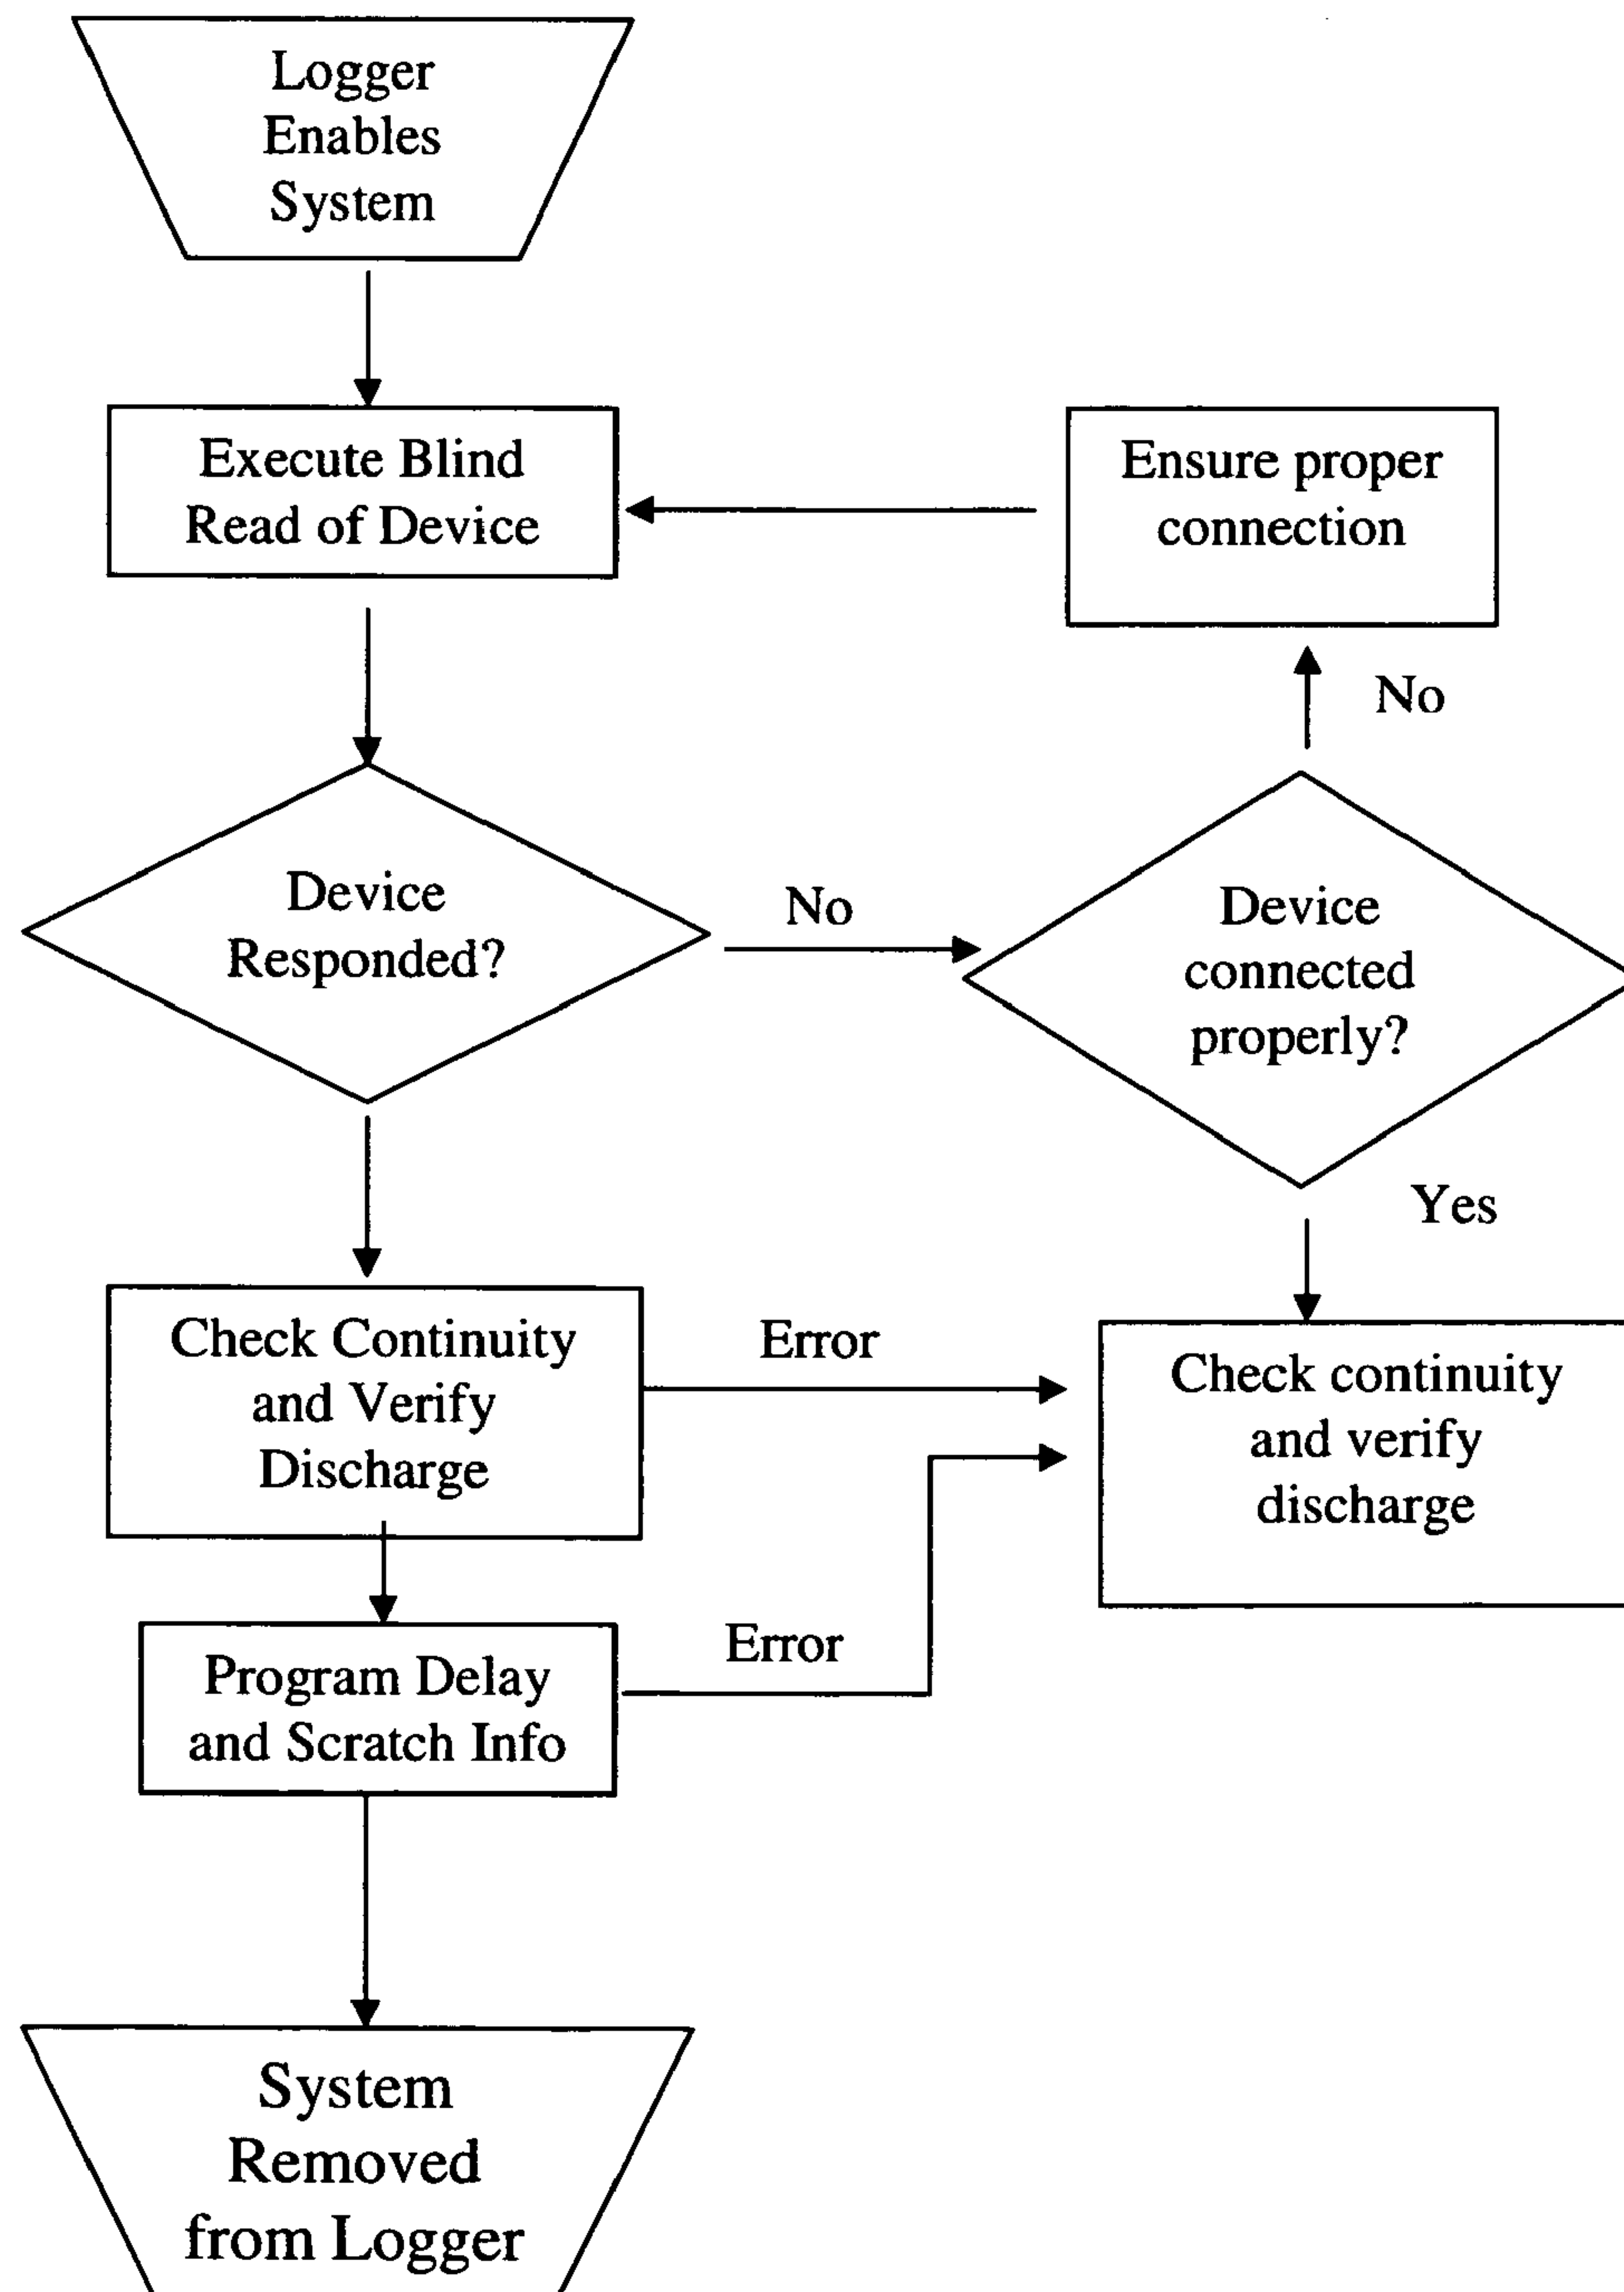 Logger
Enables
System
Execute Blind
Read of Device
Ensure proper
connection
No
Device
Responded?
No
Device
connected
properly?
Yes
Check Continuity
and Verify
Discharge
Error
Check continuity
and verify
discharge
Program Delay
and Scratch Info
Error
System
Removed
from Logger